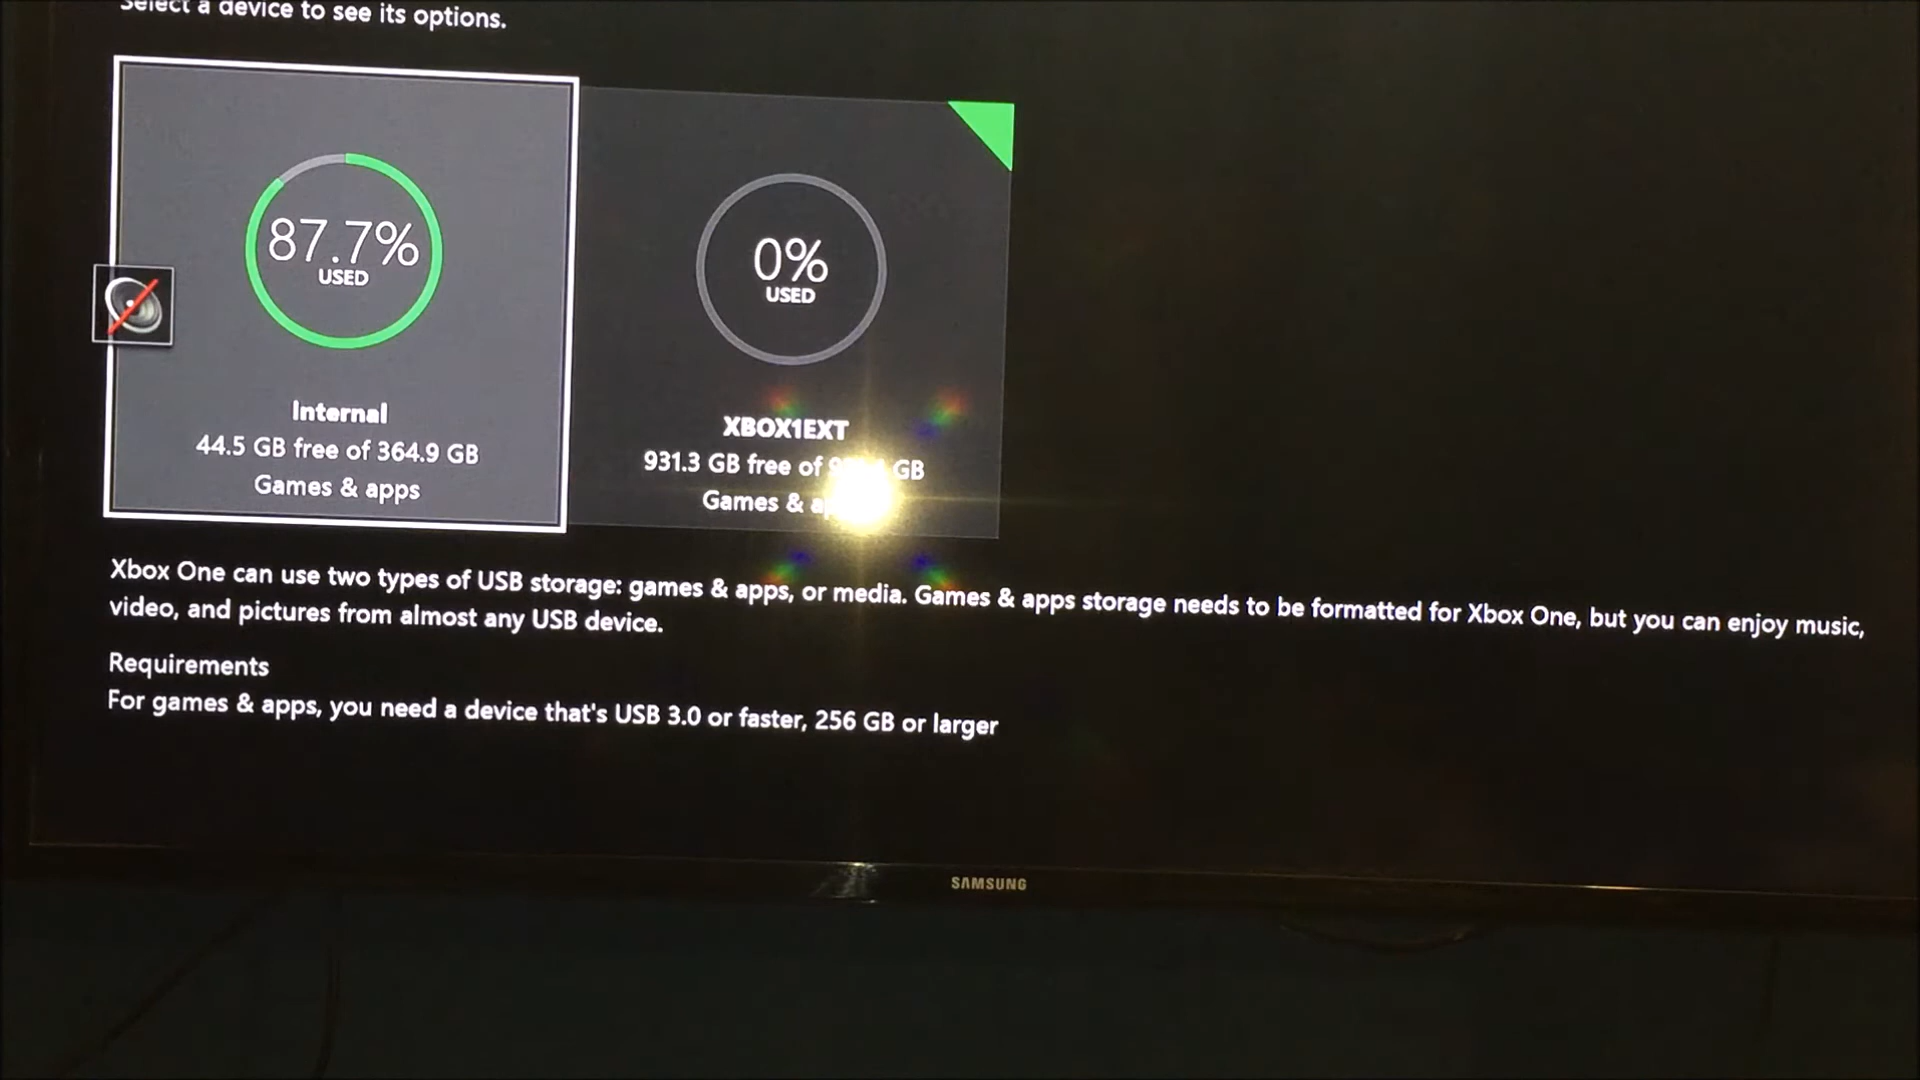 Select a device to see its options.
87.7%
USED
Internal
44.5 GB free of 364.9 GB
Games & apps
0%
USED
XBOX1EXT
931.3 GB free of GB
Games &
Xbox One can use two types of USB storage: games & apps, or media. Games & apps storage needs to be formatted for Xbox One, but you can enjoy music,
video, and pictures from almost any USB device.
Requirements
For games & apps, you need a device that's USB 3.0 or faster, 256 GB or larger
SAMSUNG